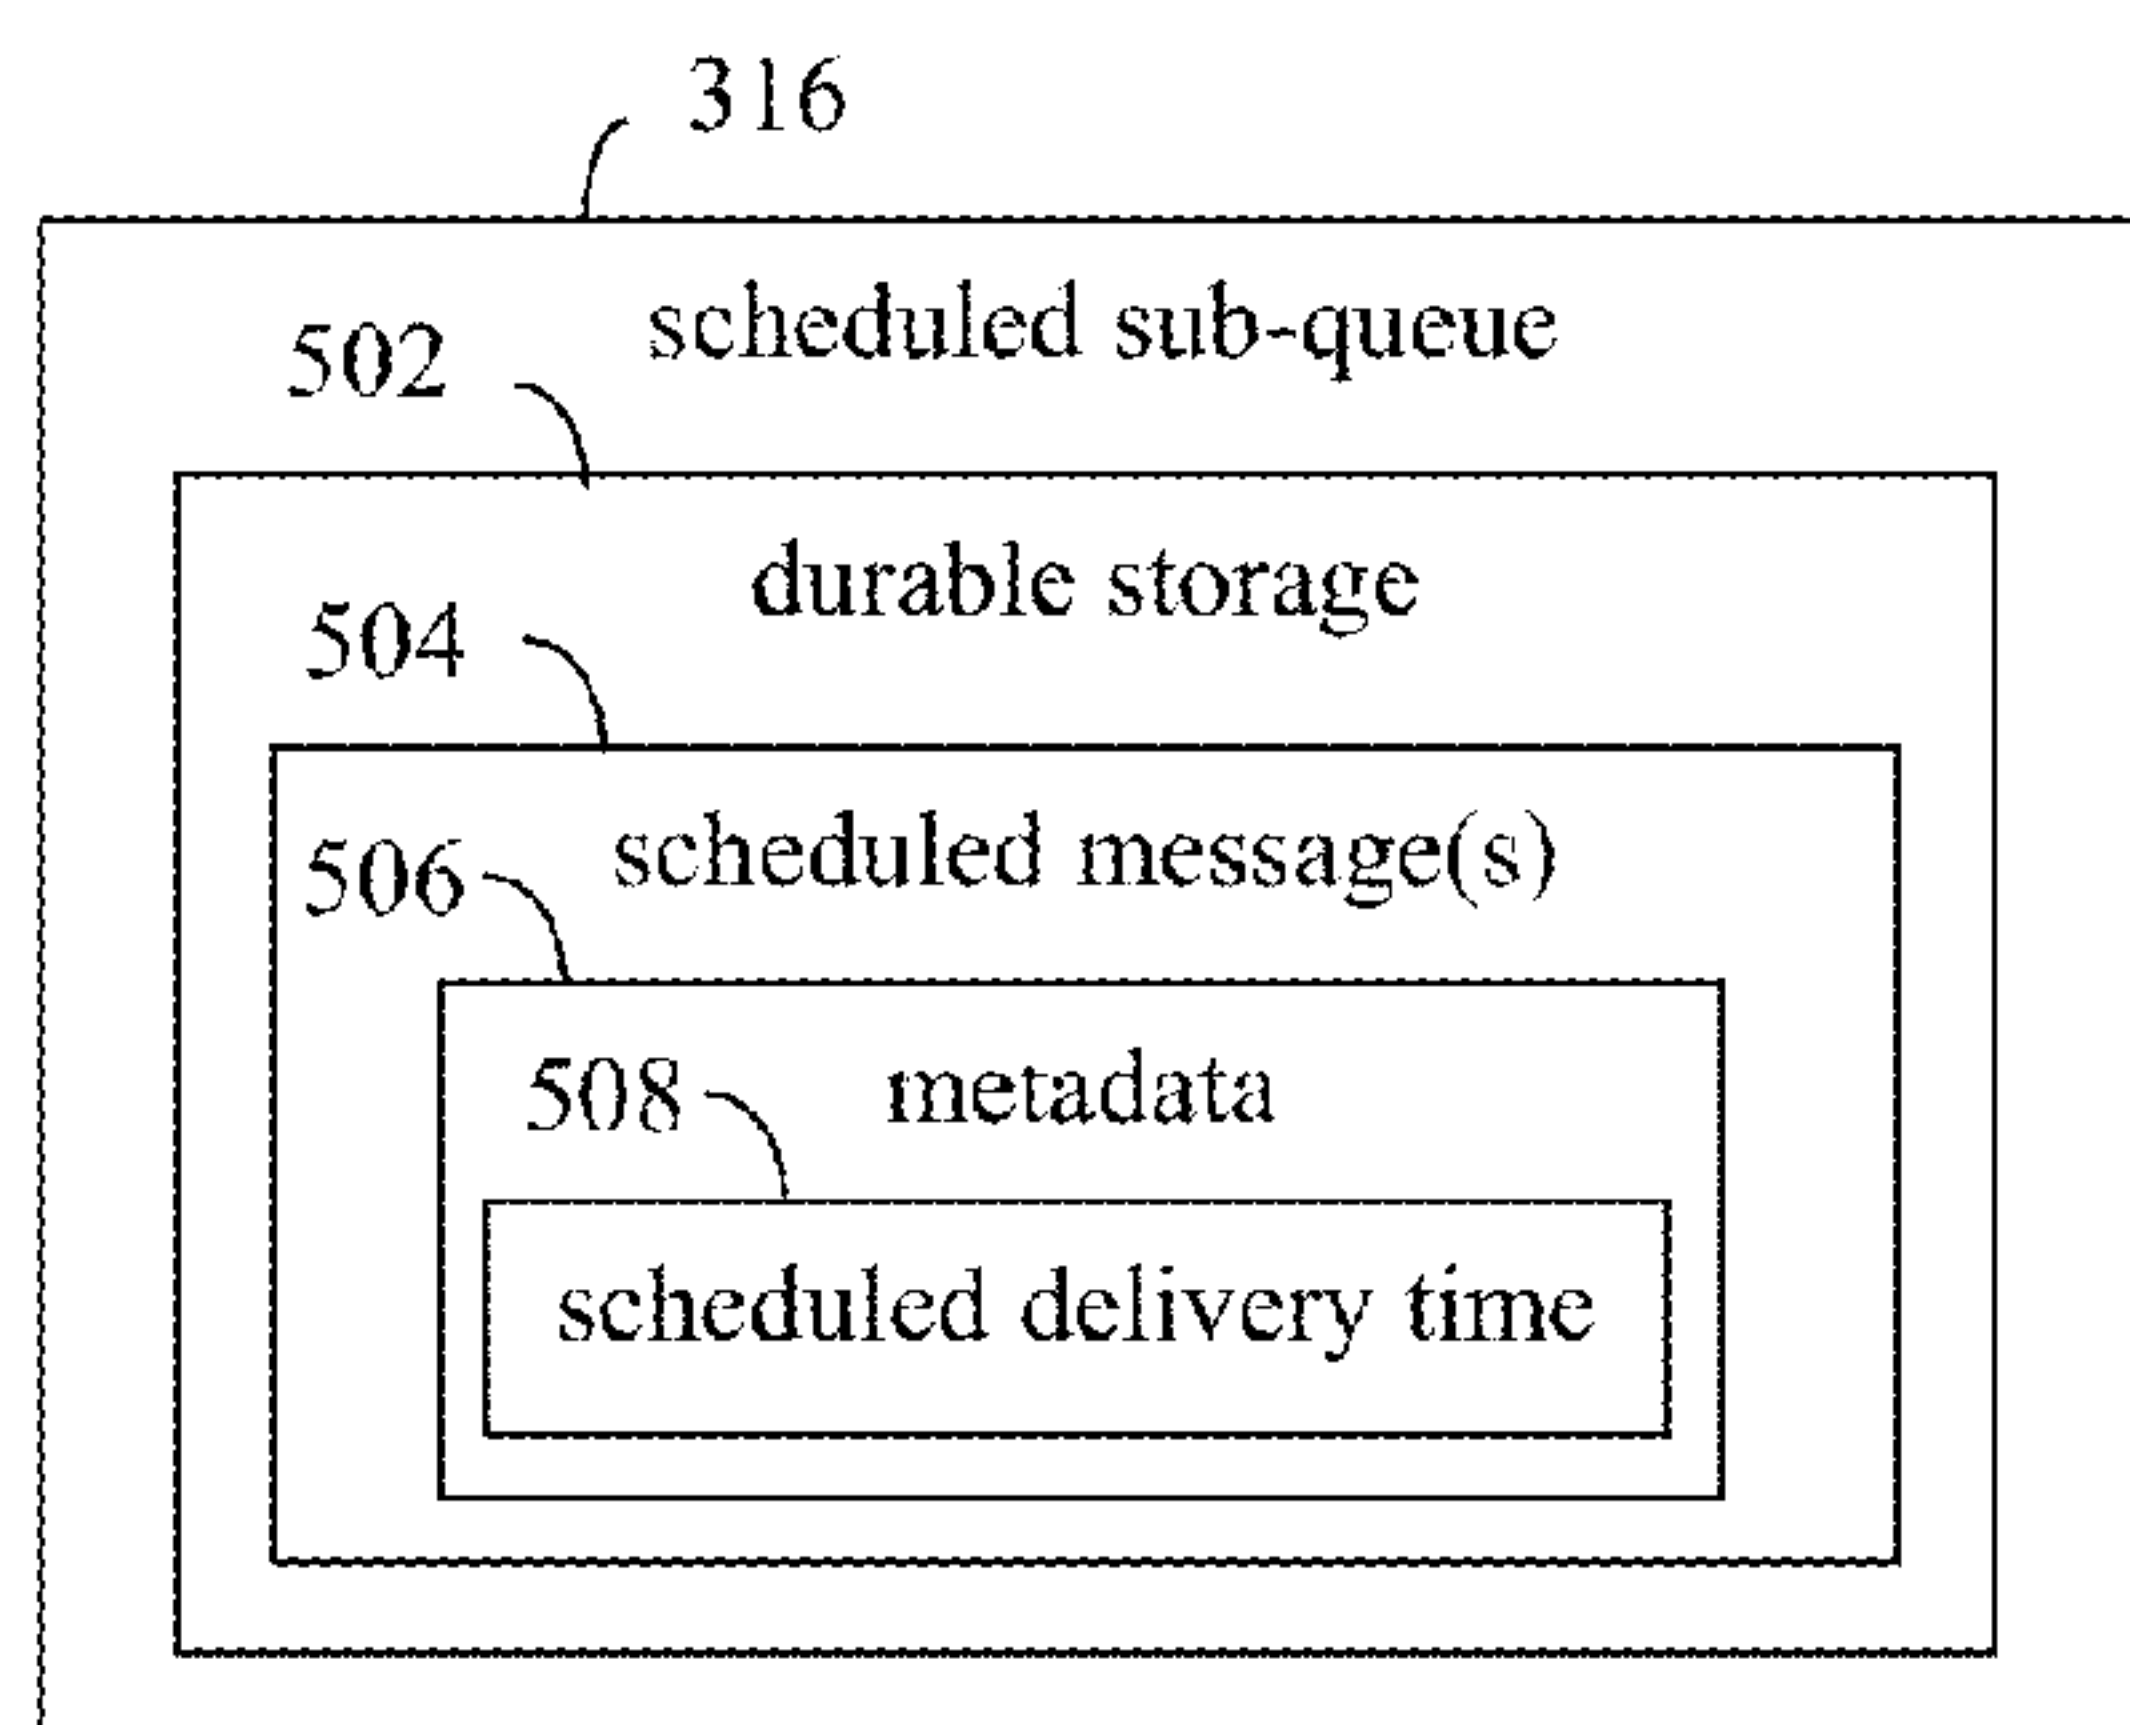 316
scheduled sub-queue
502
durable storage
504
scheduled message(s)
506
metadata
508
scheduled delivery time